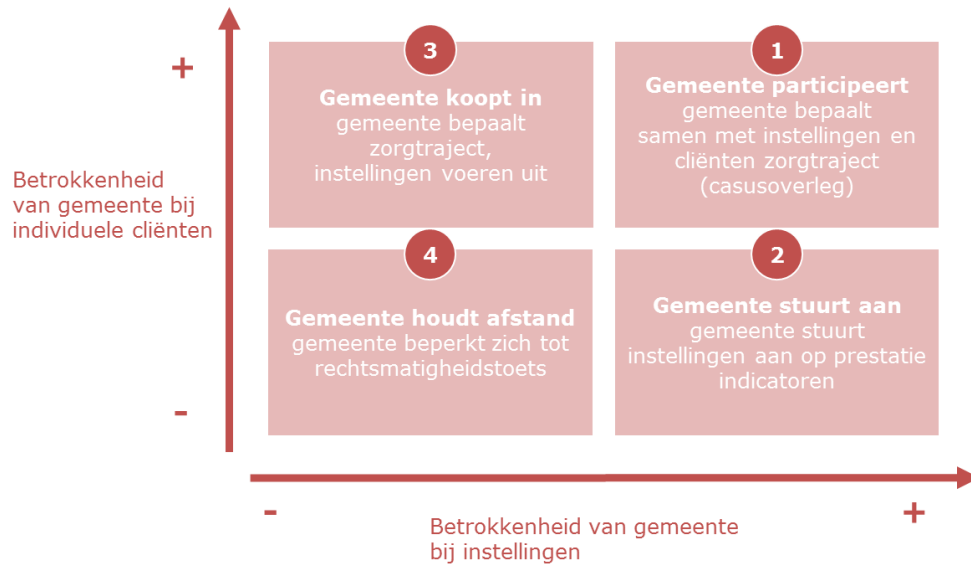 3
Gemeente koopt in
gemeente bepaalt
zorgtraject,
instellingen voeren uit
1
Gemeente participeert
gemeente bepaalt
samen met instellingen en
cliënten zorgtraject
(casusoverleg)
+
Betrokkenheid
van gemeente bij
individuele cliënten
4
Gemeente houdt afstand
gemeente beperkt zich tot
rechtsmatigheidstoets
2
Gemeente stuurt aan
gemeente stuurt
instellingen aan op prestatie
indicatoren
-
-
+
Betrokkenheid van gemeente
bij instellingen